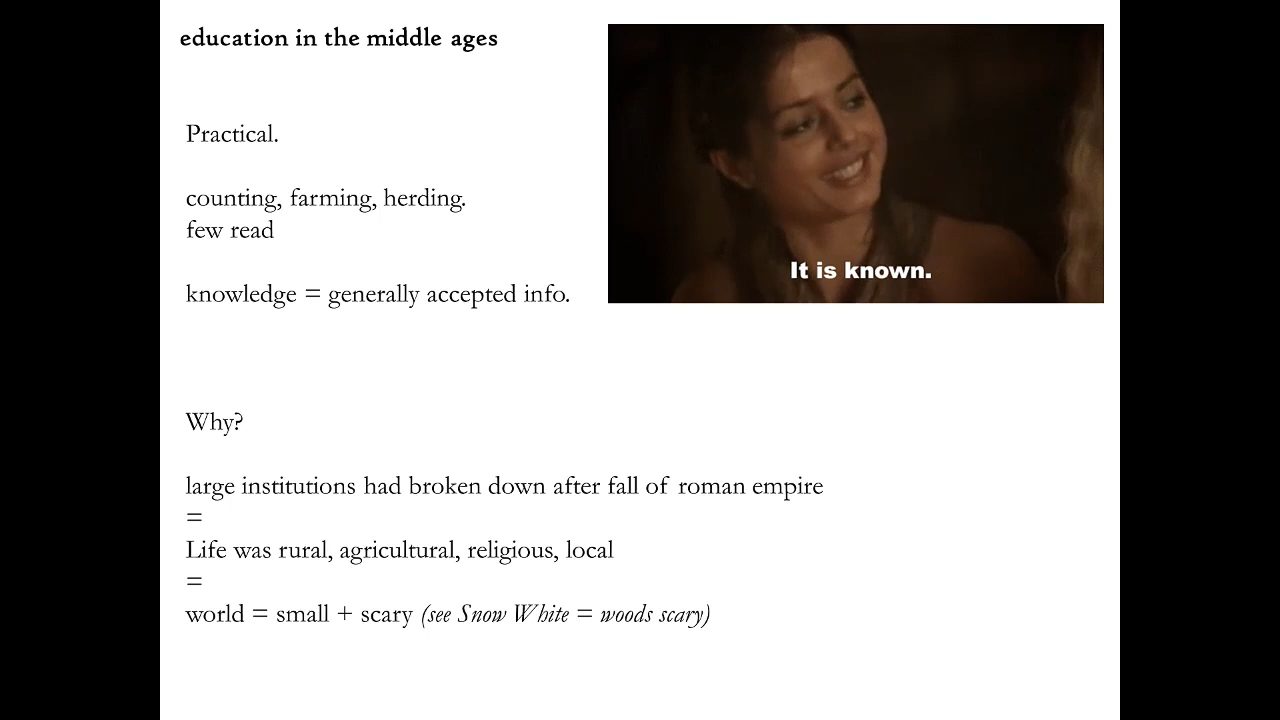 education in the middle ages
Practical.
counting, farming, herding.
few read
knowledge = generally accepted info.
It is known.
Why?
large institutions had broken down after fall of roman empire
=
Life was rural, agricultural, religious, local
=
world = small + scary (see Snow White = woods scary)